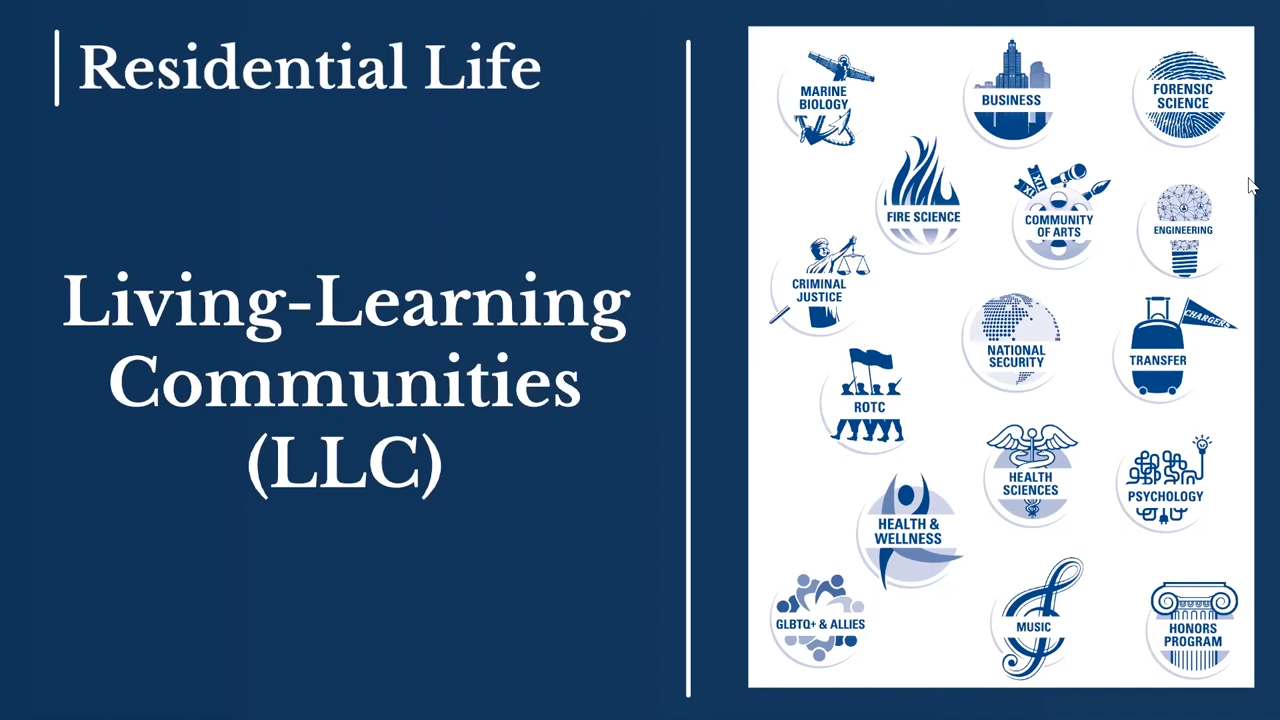 Residential Life
Living-Learning
Communities
(LLC)
MARINE
BIOLOGY
BUSINESS
FORENSIC
SCIENCE
FIRE SCIENCE
COMMUNITY
OF ARTS
ENGINEERING
CRIMINAL
JUSTICE
NATIONAL
SECURITY
CHARGERS
TRANSFER
ROTC
HEALTH
SCIENCES
PSYCHOLOGY
HEALTH &
WELLNESS
GLBTQ+ & ALLIES
MUSIC
HONORS
PROGRAM